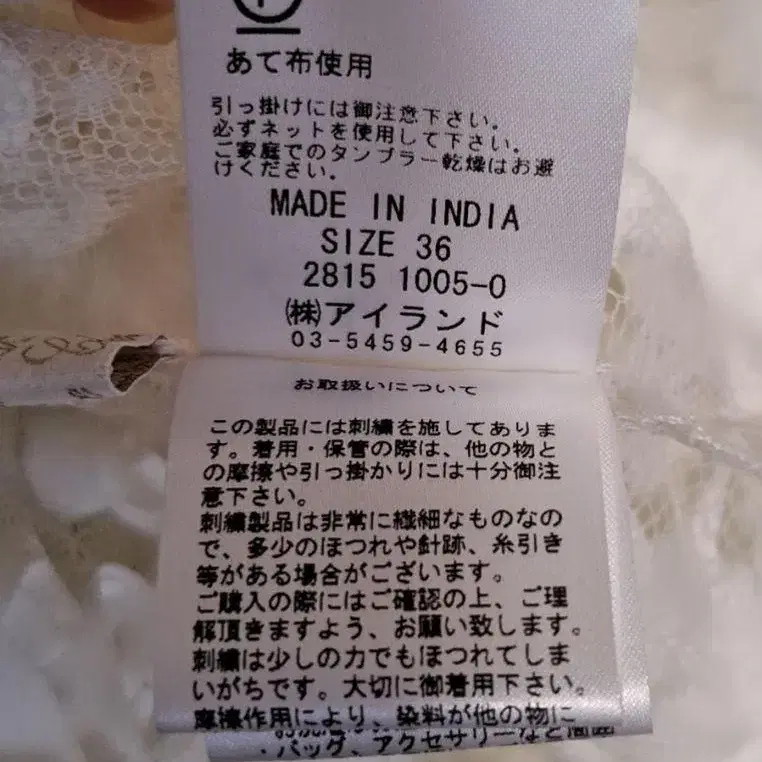 P
あて布使用
引っ掛けには御注意下さい。
必ずネットを使用して下さい。
ご家庭でのタンブラー乾燥はお避
けください。
MADE IN INDIA
SIZE 36
2815 1005-0
㈱アイランド
03-5459-4655
お取扱いについて
この製品には刺繍を施してありま
す。着用・保管の際は、他の物と
の摩擦や引っ掛かりには十分御注
意下さい。
刺繍製品は非常に繊細なものなの
で、多少のほつれや針跡、糸引き
等がある場合がございます。
ご購入の際にはご確認の上、ご理
解頂きますよう、お願い致します。
刺繍は少しの力でもほつれてしま
いがちです。大切に御着用下さい。
摩擦作用により、染料が他の物に
・バッグ、アクセサリーなど